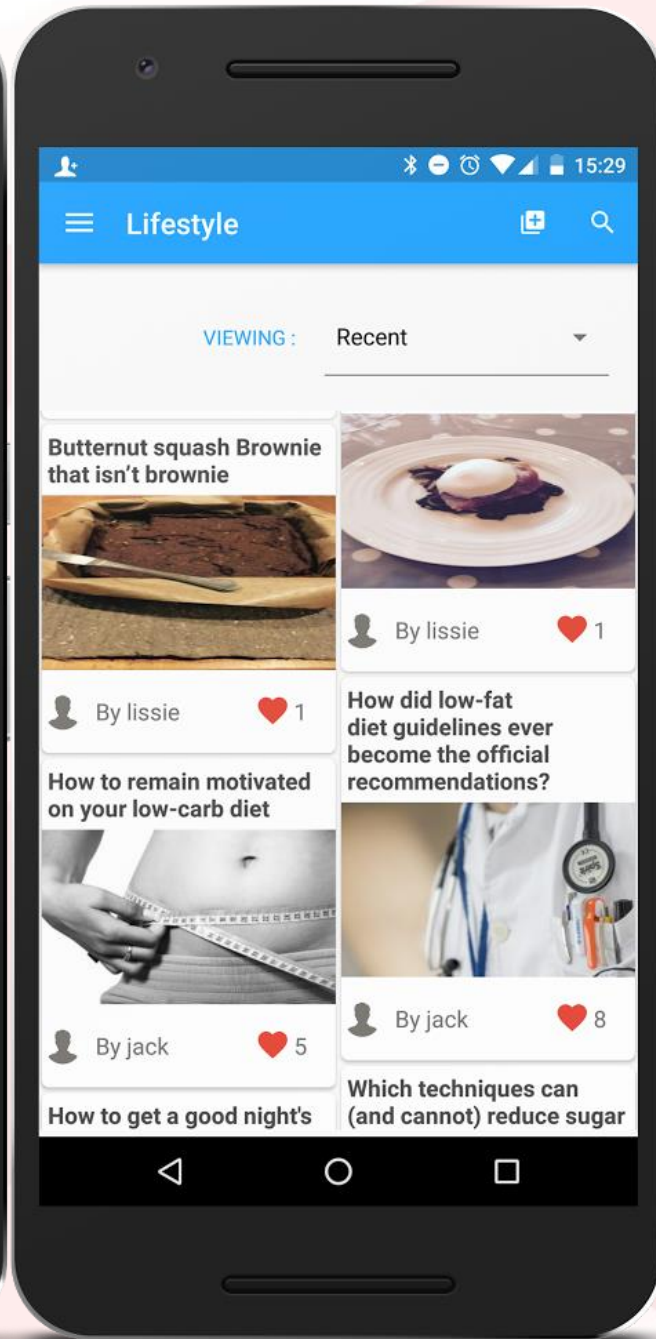 15:29
Lifestyle
VIEWING :
Recent
Butternut squash Brownie
that isn't brownie
By lissie
1
How to remain motivated
on your low-carb diet
By jack
5
How to get a good night's
By lissie
1
How did low-fat
diet guidelines ever
become the official
recommendations?
By jack
8
Which techniques can
(and cannot) reduce sugar